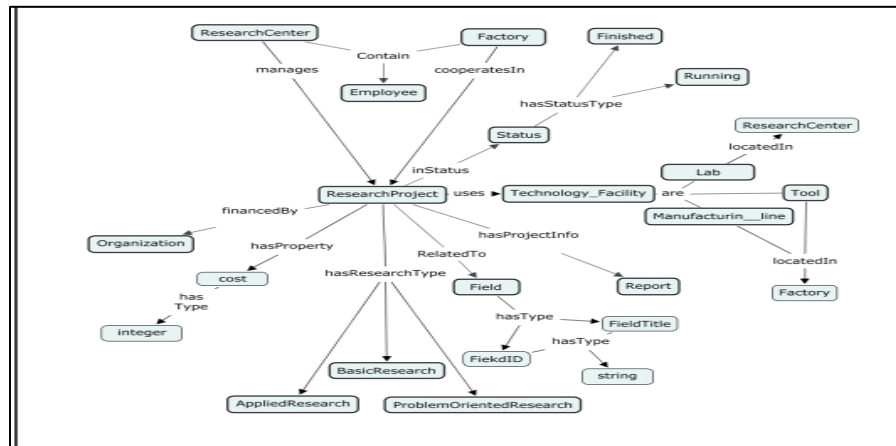 ResearchCenter
Factory
Finished
Contain
manages
cooperatesIn
Running
Employee
hasStatusType
ResearchCenter
Status
locatedIn
inStatus
Lab
ResearchProject
uses
Technology_Facility
are
Tool
financedBy
Manufacturin__line
hasProjectInfo
Organization
hasProperty
RelatedTo
locatedIn
hasResearchType
cost
Field
Report
Factory
has
Type
hasType
FieldTitle
integer
hasType
FiekdID
BasicResearch
string
AppliedResearch
ProblemOrientedResearch